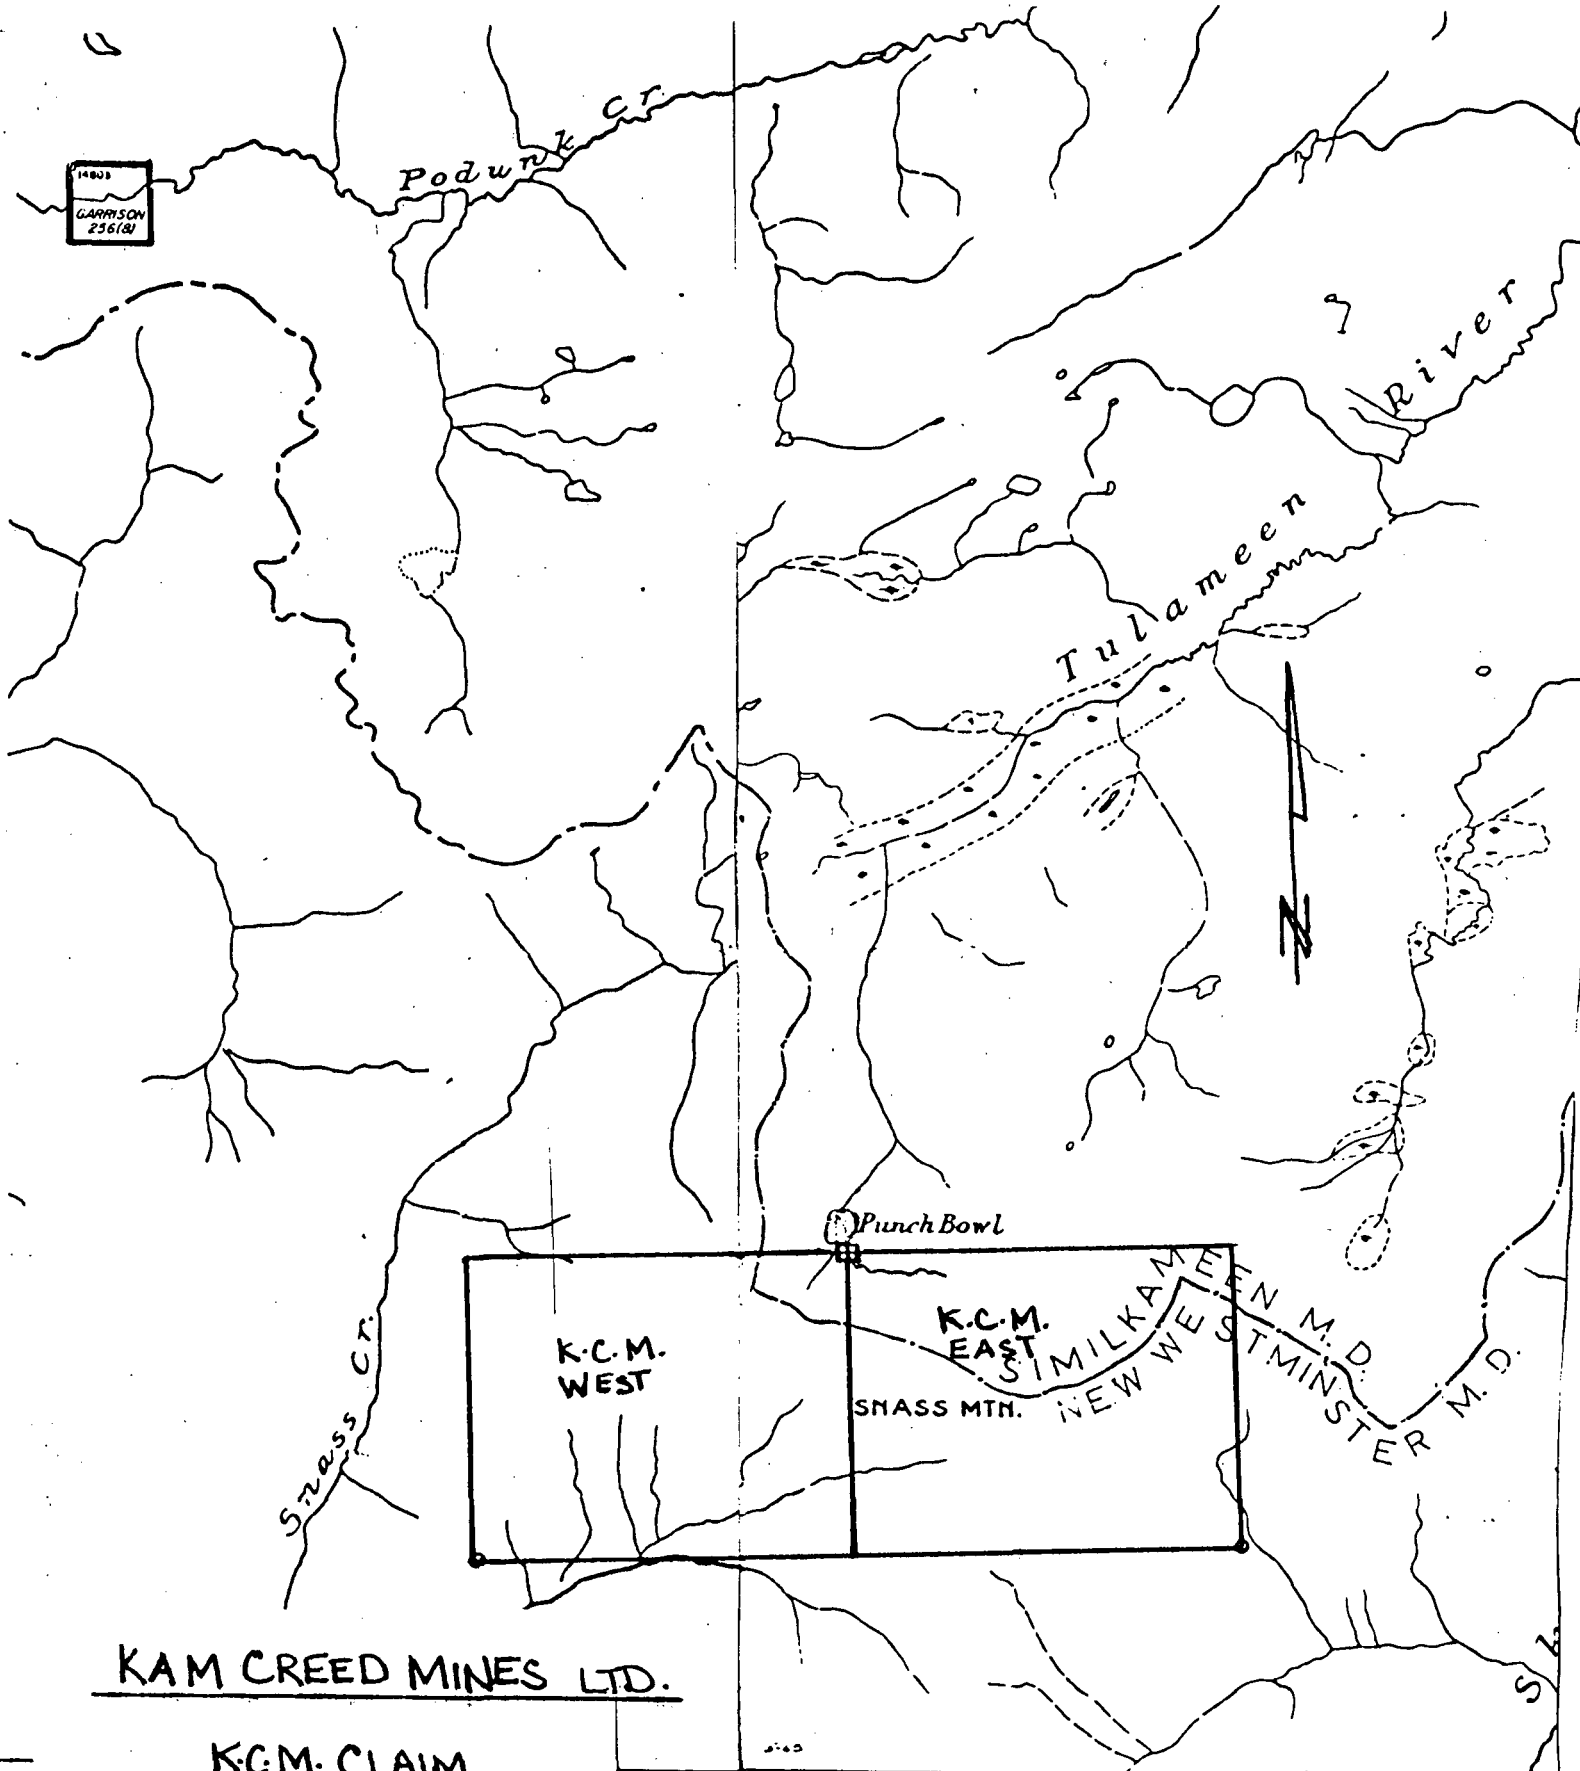 Podunk Cr.
14803
GARRISON
256(8)
River
Tulameen
N
Punch Bowl
K.C.M.
WEST
K.C.M.
EAST
SIMILKAMEEN M.D.
NEW WESTMINSTER M.D.
SNASS MTN.
Snass Cr.
KAM CREED MINES LTD.
K.C.M. CLAIM